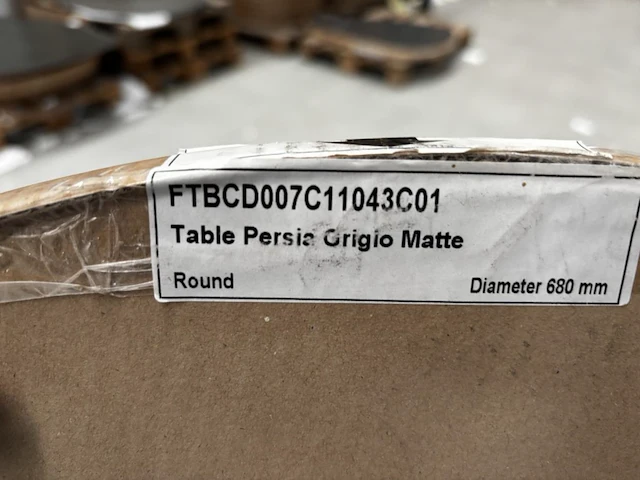 FTBCD007C11043C01
Table Persia Grigio Matte
Round
Diameter 680 mm